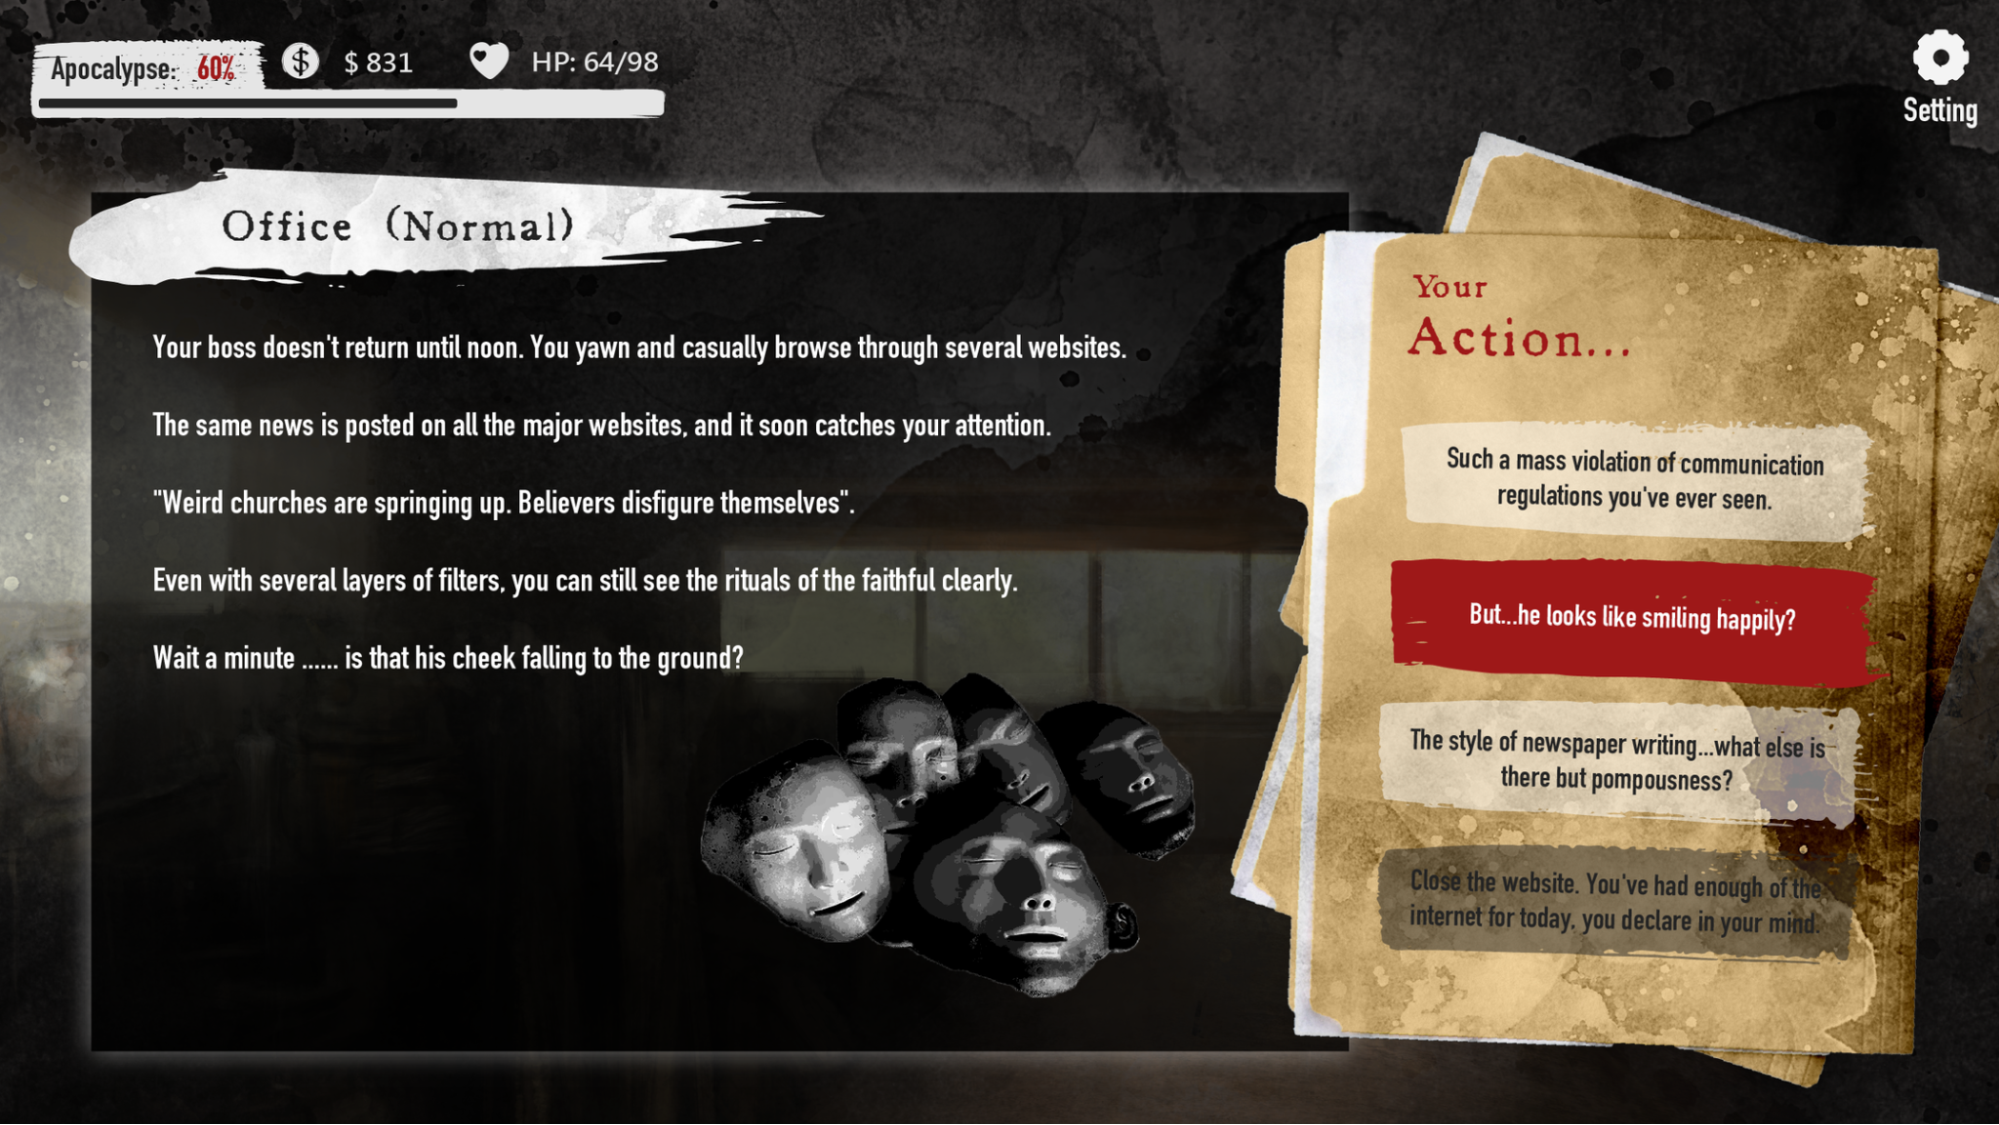 Apocalypse: 60%
$ $ 831
HP: 64/98
Setting
Office (Normal)
Your boss doesn't return until noon. You yawn and casually browse through several websites.
The same news is posted on all the major websites, and it soon catches your attention.
"Weird churches are springing up. Believers disfigure themselves".
Even with several layers of filters, you can still see the rituals of the faithful clearly.
Wait a minute ...... is that his cheek falling to the ground?
Your
Action...
Such a mass violation of communication
regulations you've ever seen.
But...he looks like smiling happily?
The style of newspaper writing...what else is
there but pompousness?
Close the website. You've had enough of the
internet for today, you declare in your mind.